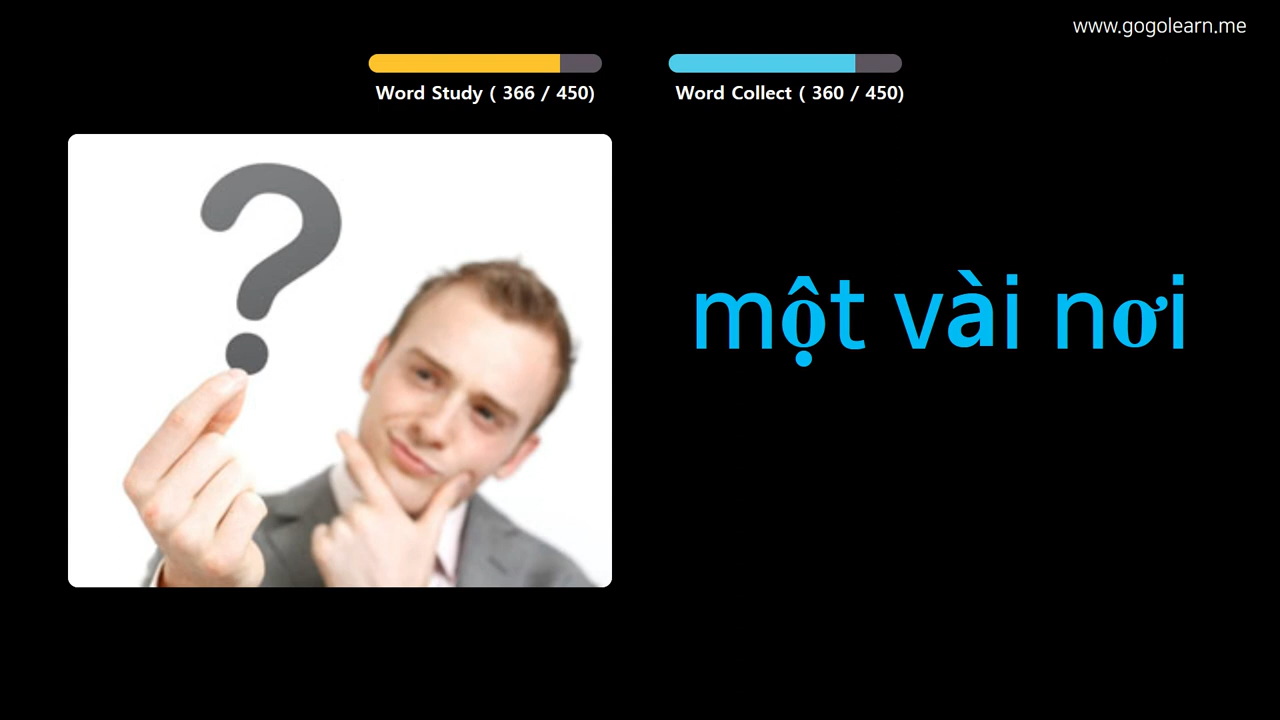 www.gogolearn.me
Word Study ( 366 / 450)
Word Collect ( 360 / 450)
?
một vài nơi